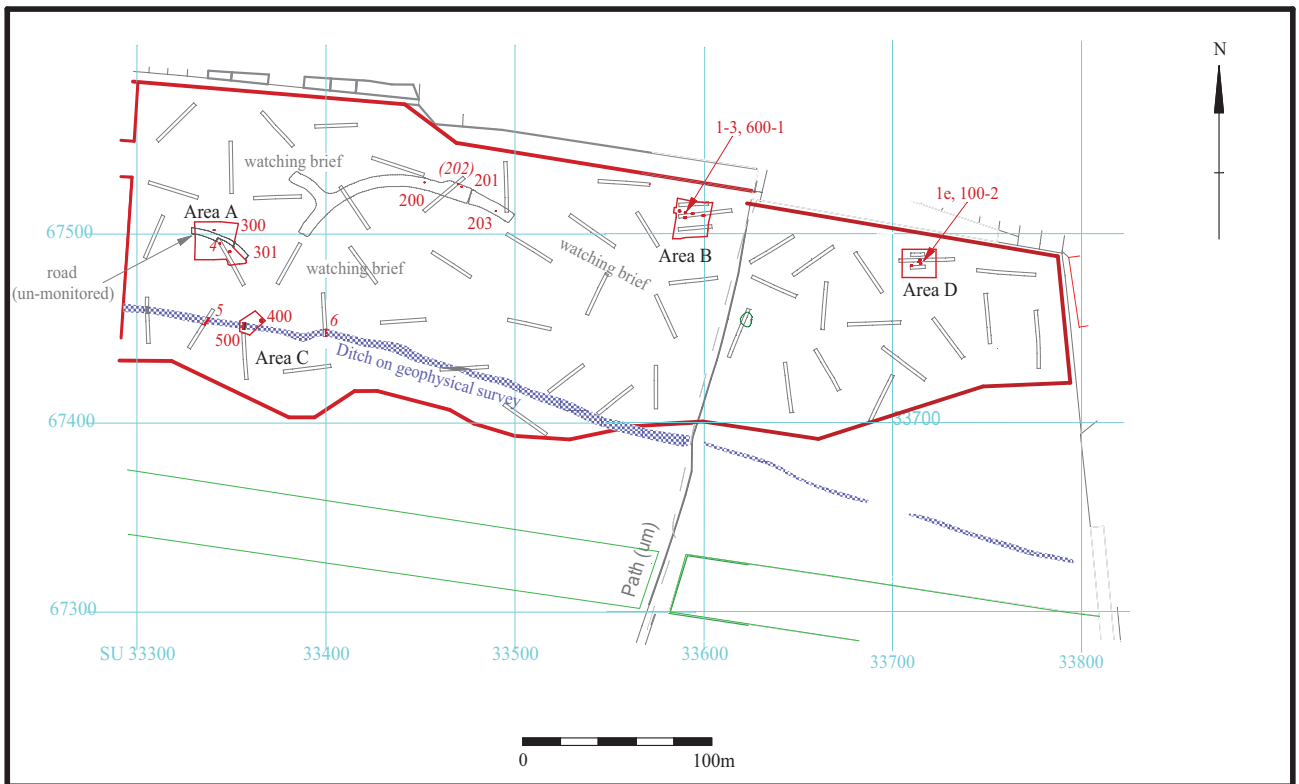 N
1-3, 600-1
watching brief
(202)
201
1e, 100-2
200
203
Area A
300
4
301
67500
watching brief
Area B
road
(un-monitored)
watching brief
Area D
5
400
6
500
Area C
Ditch on geophysical survey
67400
33700
Path (um)
67300
SU 33300
33400
33500
33600
33700
33800
0
100m